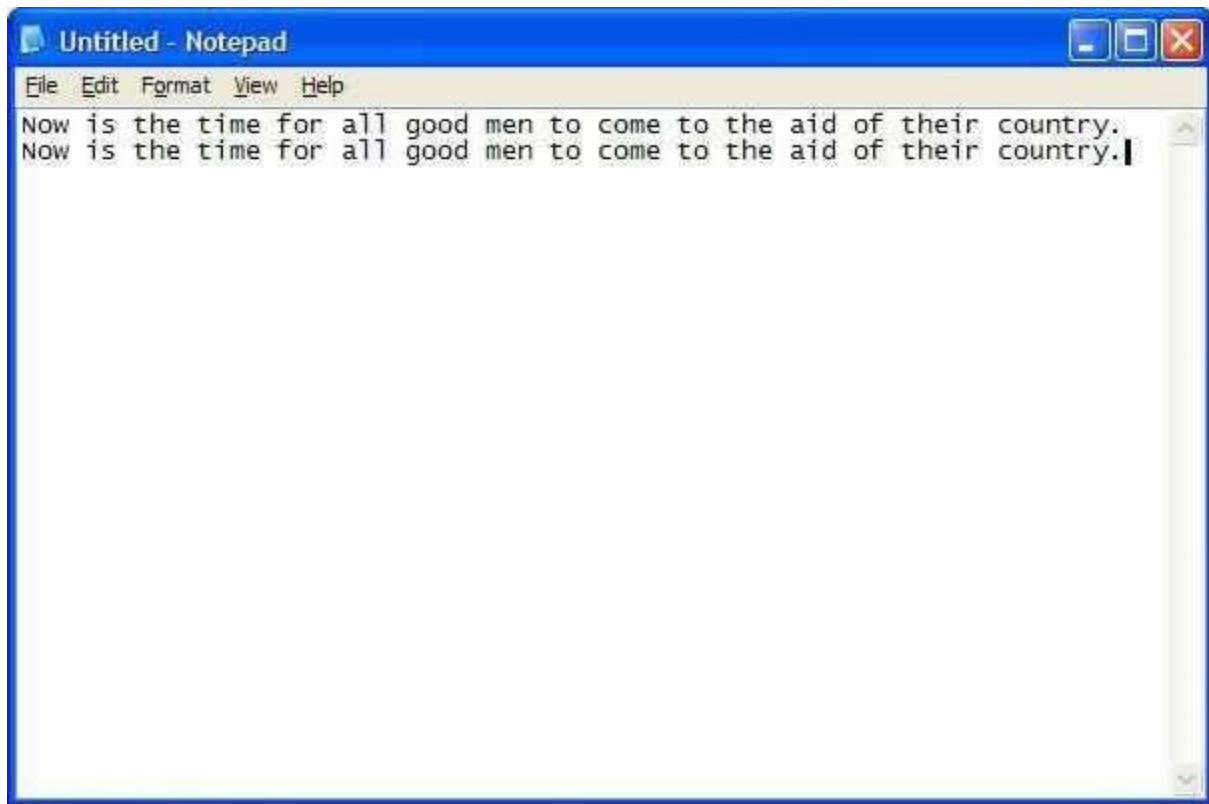 Untitled - Notepad
File Edit Format View Help
Now is the time for all good men to come to the aid of their country.
Now is the time for all good men to come to the aid of their country.